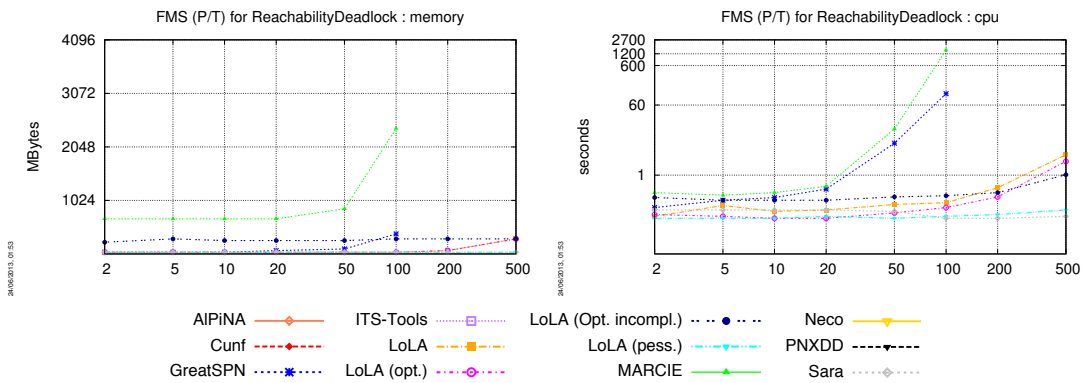 FMS (P/T) for ReachabilityDeadlock : memory
4096
3072
2048
1024
MBytes
2 5 10 20 50 100 200 500
24/06/2013, 01:53
FMS (P/T) for ReachabilityDeadlock : cpu
2700
1200
600
60
1
seconds
2 5 10 20 50 100 200 500
24/06/2013, 01:53
AlPiNA
Cunf
GreatSPN
ITS-Tools
LoLA
LoLA (opt.)
LoLA (Opt. incompl.)
LoLA (pess.)
MARCIE
Neco
PNXDD
Sara